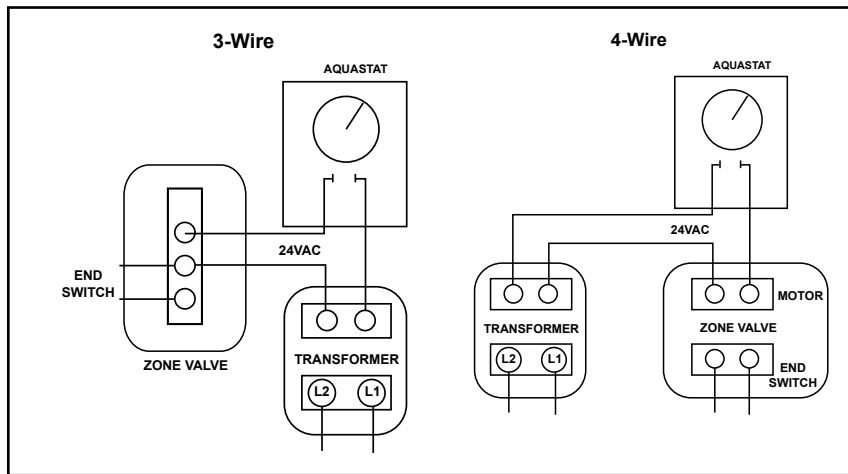 3-Wire
AQUASTAT
24VAC
END
SWITCH
ZONE VALVE
TRANSFORMER
L2
L1
4-Wire
AQUASTAT
24VAC
MOTOR
TRANSFORMER
ZONE VALVE
L2
L1
END
SWITCH